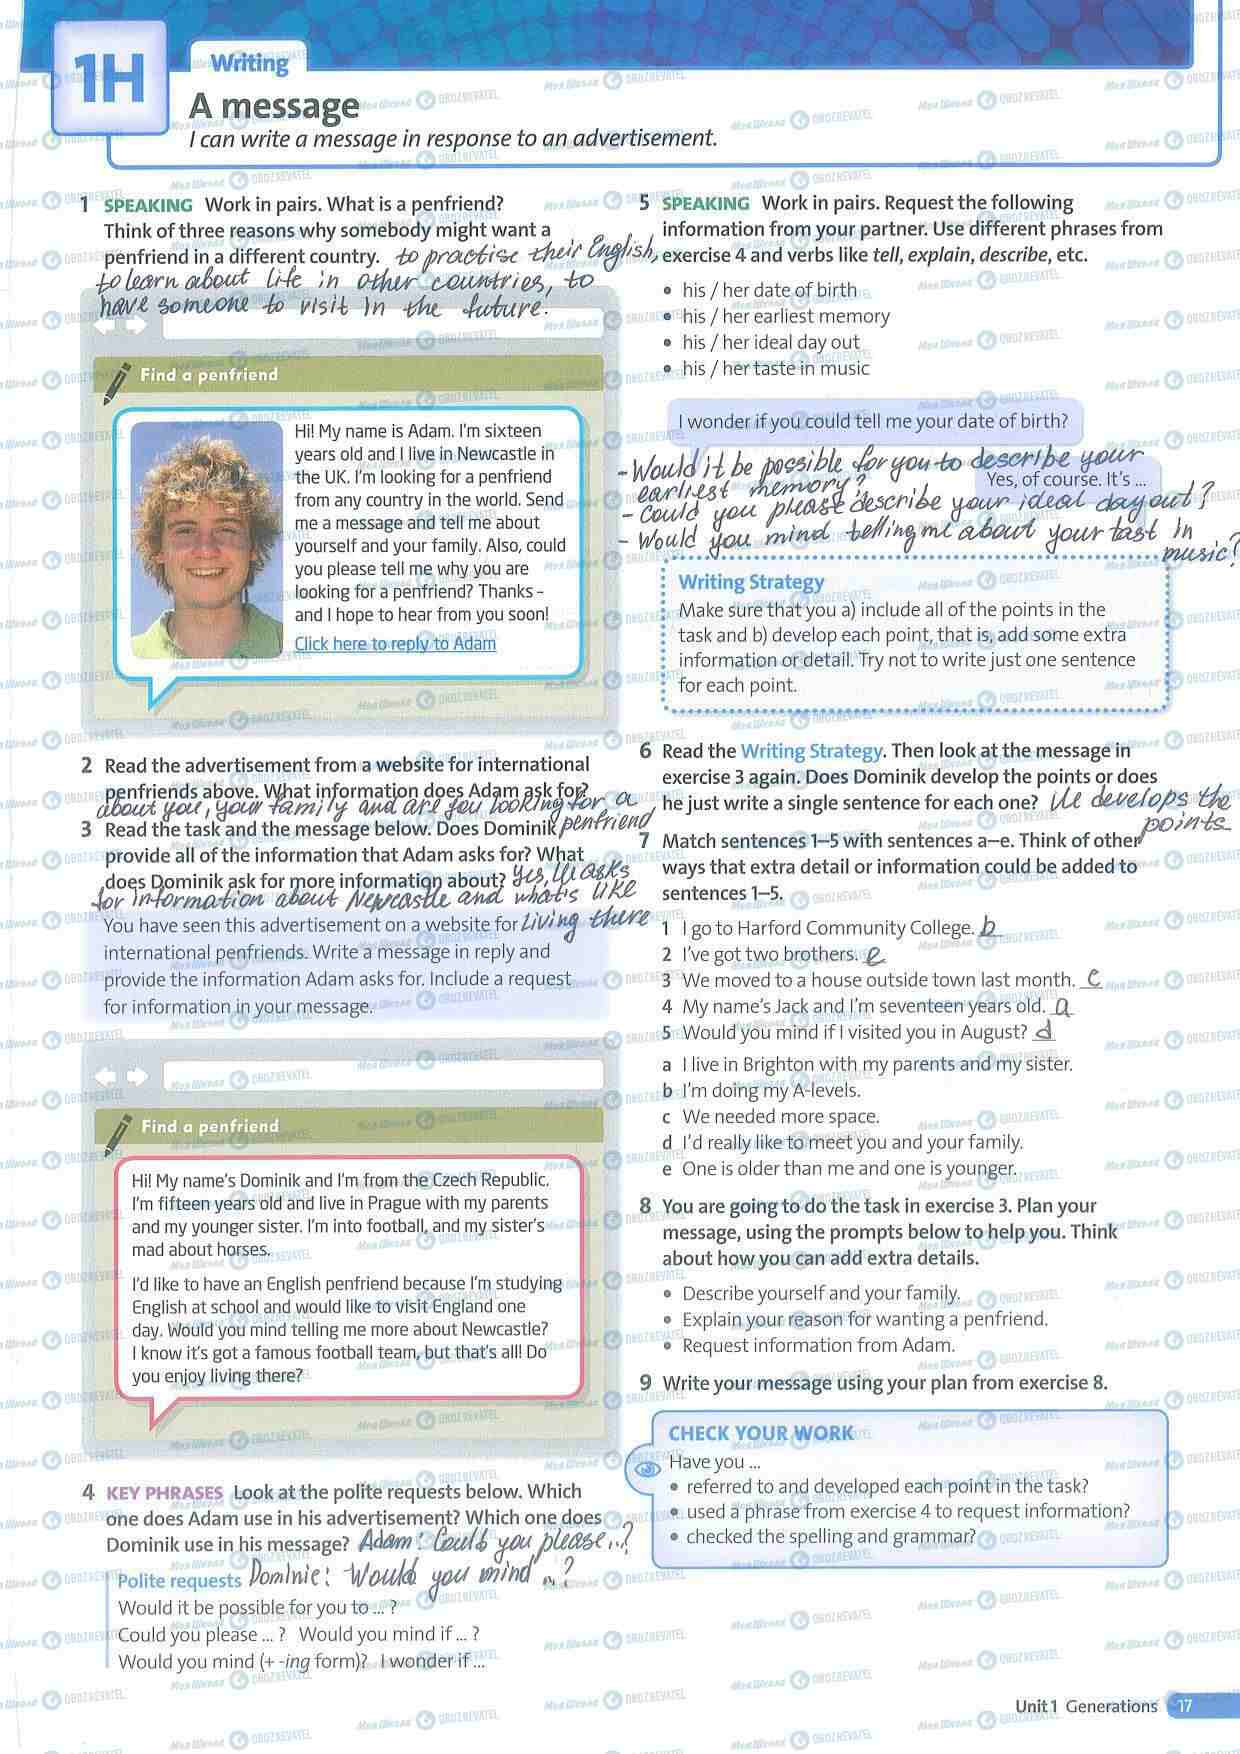 1H
Writing
A message
I can write a message in response to an advertisement.
1 SPEAKING Work in pairs. What is a penfriend?
Think of three reasons why somebody might want a
penfriend in a different country. to practise their English,
to learn about life in other countries, to
have someone to visit in the future.
Find a penfriend
Hi! My name is Adam. I'm sixteen
years old and I live in Newcastle in
the UK. I'm looking for a penfriend
from any country in the world. Send
me a message and tell me about
yourself and your family. Also, could
you please tell me why you are
looking for a penfriend? Thanks –
and I hope to hear from you soon!
Click here to reply to Adam
2 Read the advertisement from a website for international
penfriends above. What information does Adam ask for?
about you, your family and are you looking for a
penfriend
3 Read the task and the message below. Does Dominik
provide all of the information that Adam asks for? What
does Dominik ask for more information about? Yes, He asks
for information about Newcastle and what's like
living there
You have seen this advertisement on a website for
international penfriends. Write a message in reply and
provide the information Adam asks for. Include a request
for information in your message.
Find a penfriend
Hi! My name's Dominik and I'm from the Czech Republic.
I'm fifteen years old and live in Prague with my parents
and my younger sister. I'm into football, and my sister's
mad about horses.
I'd like to have an English penfriend because I'm studying
English at school and would like to visit England one
day. Would you mind telling me more about Newcastle?
I know it's got a famous football team, but that's all! Do
you enjoy living there?
4 KEY PHRASES Look at the polite requests below. Which
one does Adam use in his advertisement? Which one does
Dominik use in his message? Adam: Could you please...?
Polite requests Dominic: Would you mind ...?
Would it be possible for you to ... ?
Could you please ... ? Would you mind if ... ?
Would you mind (+ -ing form)? I wonder if ...
5 SPEAKING Work in pairs. Request the following
information from your partner. Use different phrases from
exercise 4 and verbs like tell, explain, describe, etc.
• his / her date of birth
• his / her earliest memory
• his / her ideal day out
• his / her taste in music
I wonder if you could tell me your date of birth?
- Would it be possible for you to describe your
earliest memory?
Yes, of course. It's ...
- Could you please describe your ideal day out?
- Would you mind telling me about your tast in
music?
Writing Strategy
Make sure that you a) include all of the points in the
task and b) develop each point, that is, add some extra
information or detail. Try not to write just one sentence
for each point.
6 Read the Writing Strategy. Then look at the message in
exercise 3 again. Does Dominik develop the points or does
he just write a single sentence for each one? He develops the
points
7 Match sentences 1–5 with sentences a–e. Think of other
ways that extra detail or information could be added to
sentences 1–5.
1 I go to Harford Community College. b
2 I've got two brothers. e
3 We moved to a house outside town last month. c
4 My name's Jack and I'm seventeen years old. a
5 Would you mind if I visited you in August? d
a I live in Brighton with my parents and my sister.
b I'm doing my A-levels.
c We needed more space.
d I'd really like to meet you and your family.
e One is older than me and one is younger.
8 You are going to do the task in exercise 3. Plan your
message, using the prompts below to help you. Think
about how you can add extra details.
• Describe yourself and your family.
• Explain your reason for wanting a penfriend.
• Request information from Adam.
9 Write your message using your plan from exercise 8.
CHECK YOUR WORK
Have you ...
• referred to and developed each point in the task?
• used a phrase from exercise 4 to request information?
• checked the spelling and grammar?
Unit 1 Generations 17